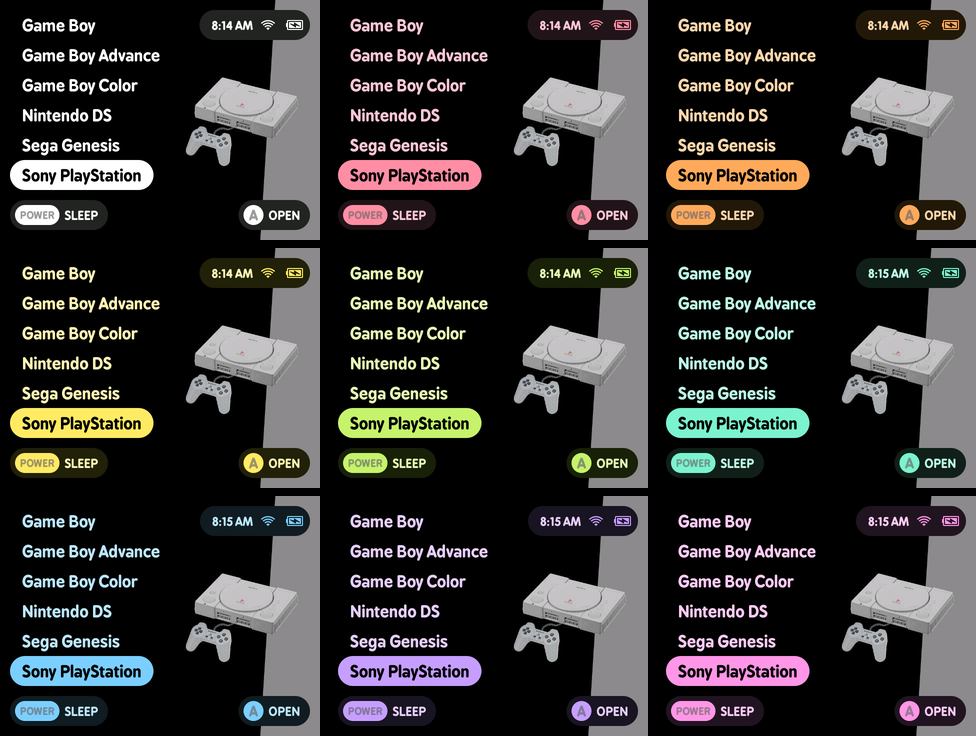 Game Boy
8:14 AM
Game Boy Advance
Game Boy Color
Nintendo DS
Sega Genesis
Sony PlayStation
POWER SLEEP
A OPEN
Game Boy
8:14 AM
Game Boy Advance
Game Boy Color
Nintendo DS
Sega Genesis
Sony PlayStation
POWER SLEEP
A OPEN
Game Boy
8:14 AM
Game Boy Advance
Game Boy Color
Nintendo DS
Sega Genesis
Sony PlayStation
POWER SLEEP
A OPEN
Game Boy
8:14 AM
Game Boy Advance
Game Boy Color
Nintendo DS
Sega Genesis
Sony PlayStation
POWER SLEEP
A OPEN
Game Boy
8:14 AM
Game Boy Advance
Game Boy Color
Nintendo DS
Sega Genesis
Sony PlayStation
POWER SLEEP
A OPEN
Game Boy
8:15 AM
Game Boy Advance
Game Boy Color
Nintendo DS
Sega Genesis
Sony PlayStation
POWER SLEEP
A OPEN
Game Boy
8:15 AM
Game Boy Advance
Game Boy Color
Nintendo DS
Sega Genesis
Sony PlayStation
POWER SLEEP
A OPEN
Game Boy
8:15 AM
Game Boy Advance
Game Boy Color
Nintendo DS
Sega Genesis
Sony PlayStation
POWER SLEEP
A OPEN
Game Boy
8:15 AM
Game Boy Advance
Game Boy Color
Nintendo DS
Sega Genesis
Sony PlayStation
POWER SLEEP
A OPEN